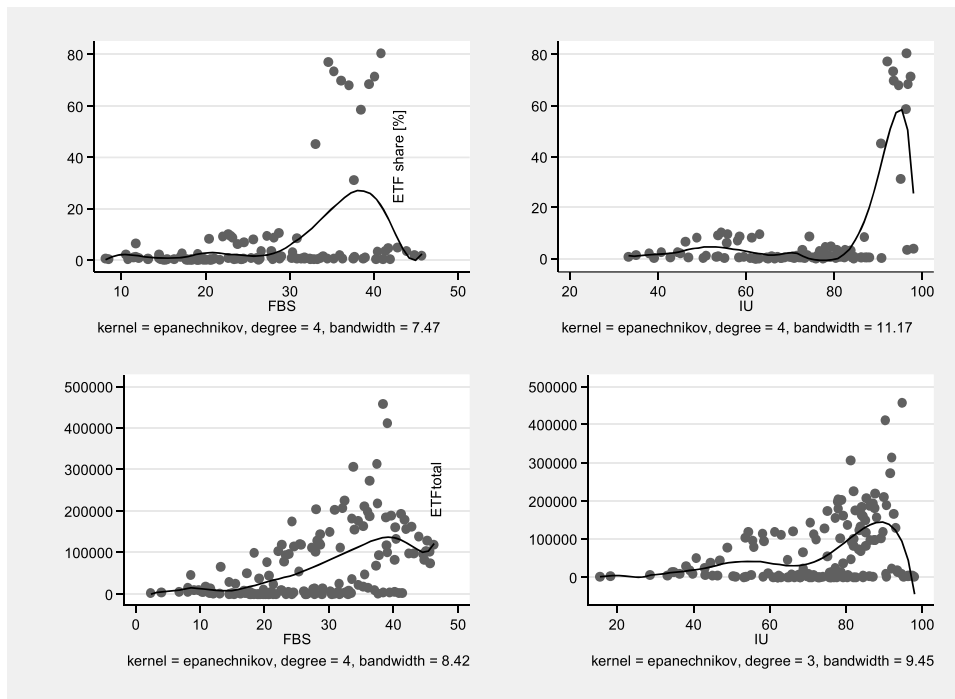 80
60
40
20
0
10 20 30 40 50
FBS
kernel = epanechnikov, degree = 4, bandwidth = 7.47
ETF share [%]
80
60
40
20
0
20 40 60 80 100
IU
kernel = epanechnikov, degree = 4, bandwidth = 11.17
500000
400000
300000
200000
100000
0
0 10 20 30 40 50
FBS
kernel = epanechnikov, degree = 4, bandwidth = 8.42
ETFtotal
500000
400000
300000
200000
100000
0
20 40 60 80 100
IU
kernel = epanechnikov, degree = 3, bandwidth = 9.45